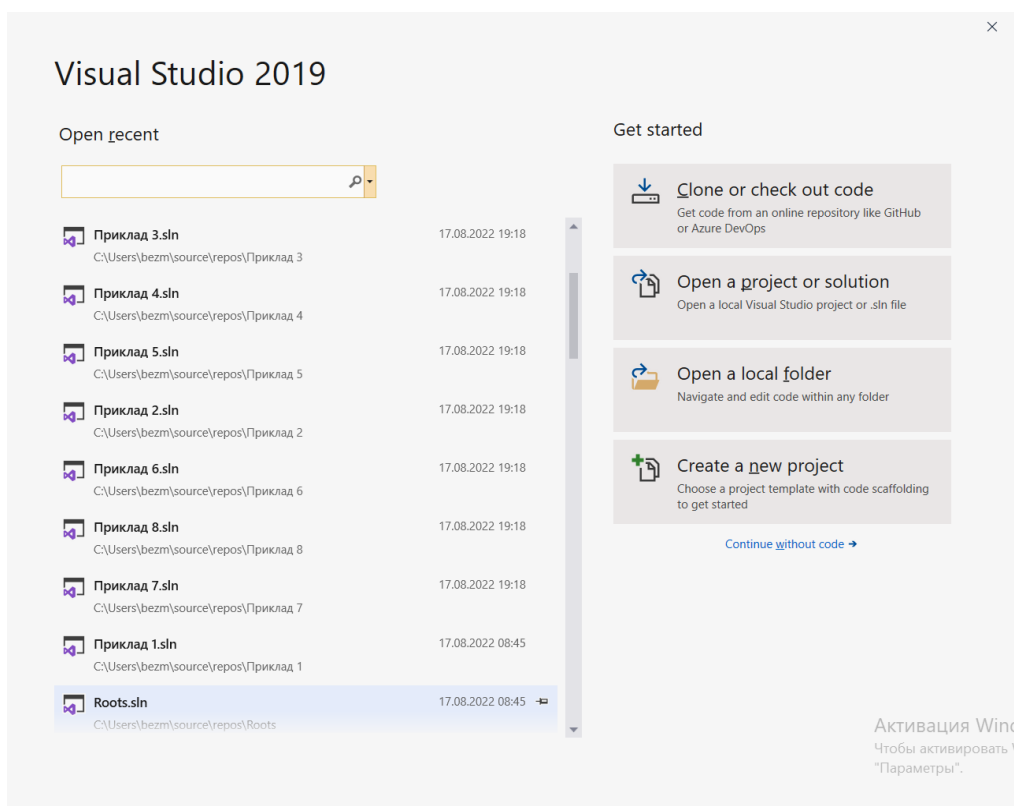 Visual Studio 2019
Open recent
Приклад 3.sln 17.08.2022 19:18
C:\Users\bezm\source\repos\Приклад 3
Приклад 4.sln 17.08.2022 19:18
C:\Users\bezm\source\repos\Приклад 4
Приклад 5.sln 17.08.2022 19:18
C:\Users\bezm\source\repos\Приклад 5
Приклад 2.sln 17.08.2022 19:18
C:\Users\bezm\source\repos\Приклад 2
Приклад 6.sln 17.08.2022 19:18
C:\Users\bezm\source\repos\Приклад 6
Приклад 8.sln 17.08.2022 19:18
C:\Users\bezm\source\repos\Приклад 8
Приклад 7.sln 17.08.2022 19:18
C:\Users\bezm\source\repos\Приклад 7
Приклад 1.sln 17.08.2022 08:45
C:\Users\bezm\source\repos\Приклад 1
Roots.sln 17.08.2022 08:45
C:\Users\bezm\source\repos\Roots
Get started
Clone or check out code
Get code from an online repository like GitHub
or Azure DevOps
Open a project or solution
Open a local Visual Studio project or .sln file
Open a local folder
Navigate and edit code within any folder
Create a new project
Choose a project template with code scaffolding
to get started
Continue without code →
Активация Wind
Чтобы активировать
"Параметры".